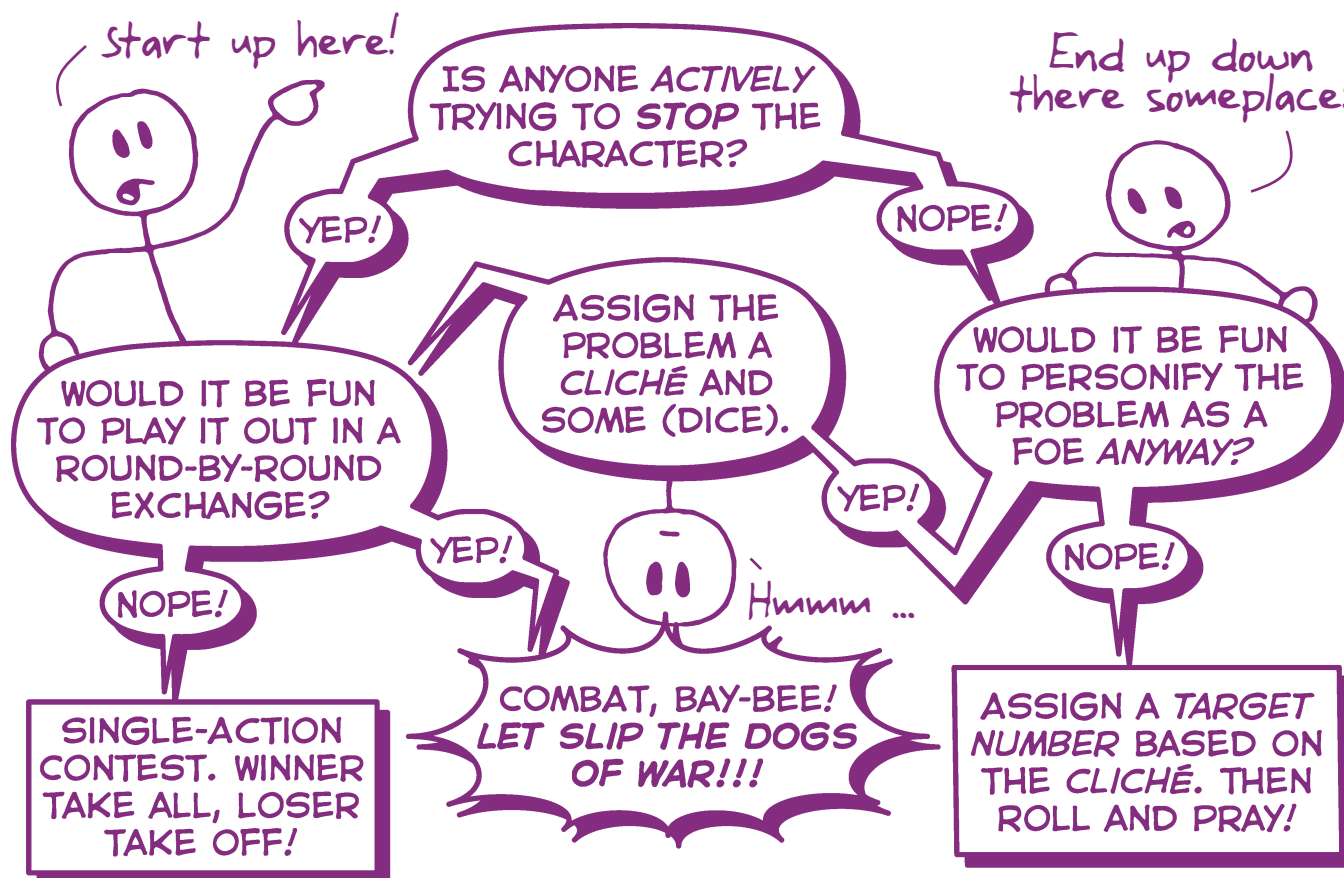 Start up here!
End up down
there someplace!
IS ANYONE ACTIVELY
TRYING TO STOP THE
CHARACTER?
YEP!
NOPE!
WOULD IT BE FUN
TO PLAY IT OUT IN A
ROUND-BY-ROUND
EXCHANGE?
ASSIGN THE
PROBLEM A
CLICHÉ AND
SOME (DICE).
WOULD IT BE FUN
TO PERSONIFY THE
PROBLEM AS A
FOE ANYWAY?
YEP!
YEP!
NOPE!
NOPE!
Hmmm ...
SINGLE-ACTION
CONTEST. WINNER
TAKE ALL, LOSER
TAKE OFF!
COMBAT, BAY-BEE!
LET SLIP THE DOGS
OF WAR!!!
ASSIGN A TARGET
NUMBER BASED ON
THE CLICHÉ. THEN
ROLL AND PRAY!